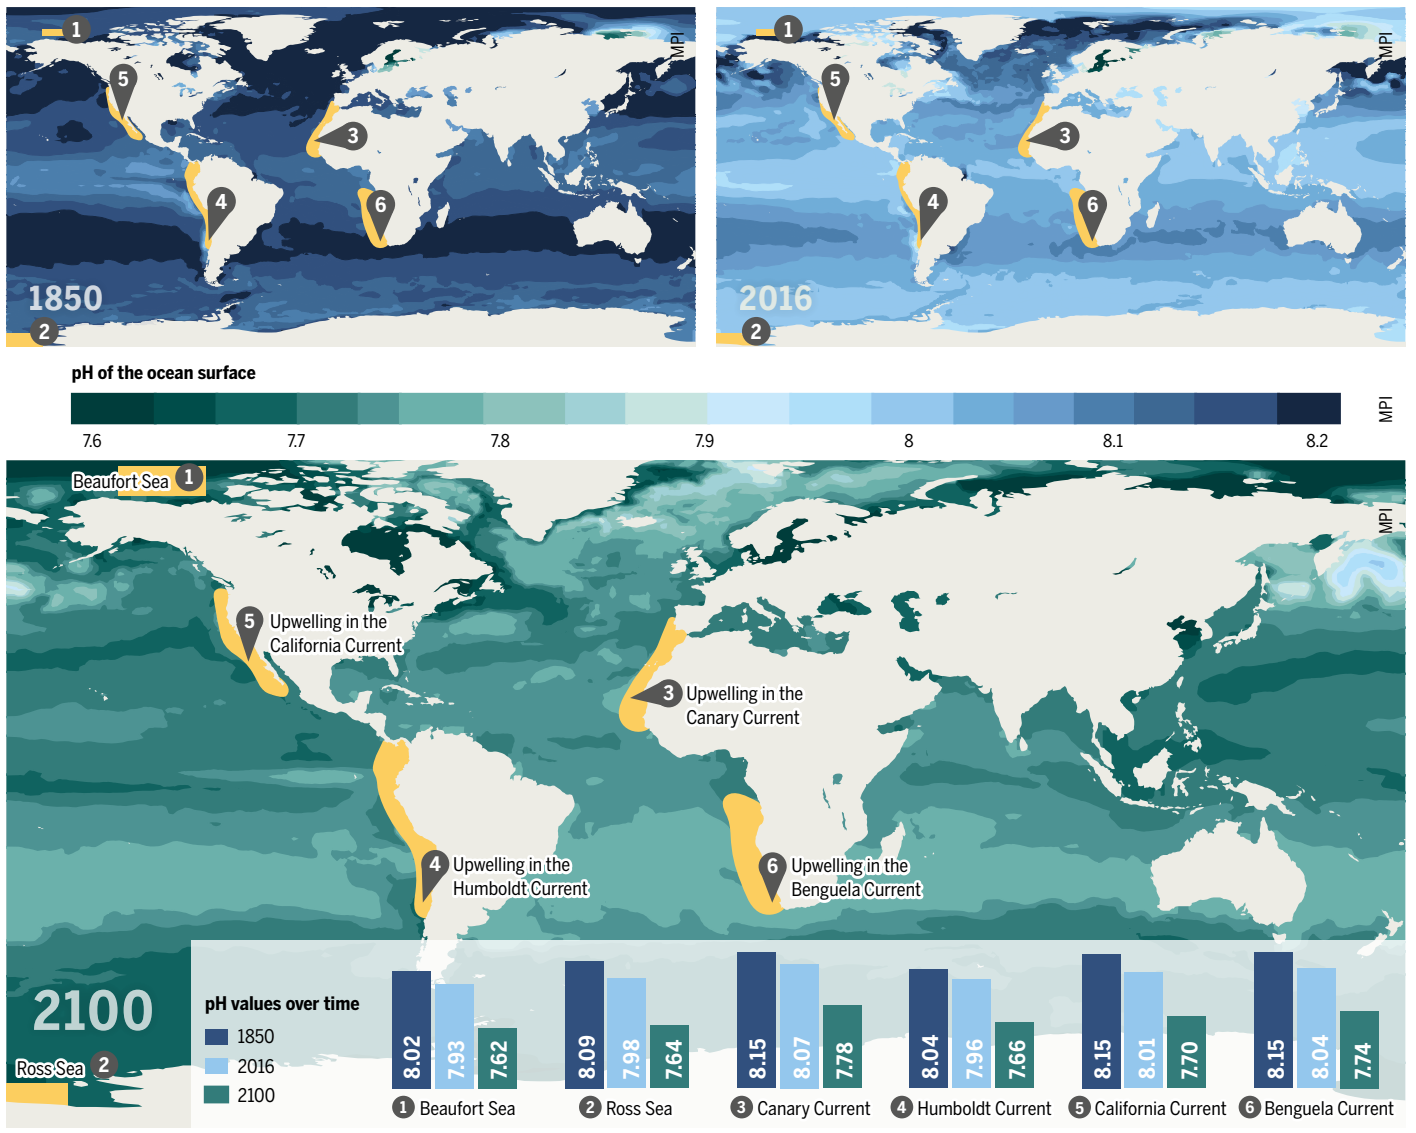 1
5
3
4
6
1850
2
MPI
1
5
3
4
6
2016
2
MPI
pH of the ocean surface
7.6 7.7 7.8 7.9 8 8.1 8.2
MPI
Beaufort Sea 1
MPI
5 Upwelling in the
California Current
3 Upwelling in the
Canary Current
4 Upwelling in the
Humboldt Current
6 Upwelling in the
Benguela Current
2100
Ross Sea 2
pH values over time
1850
2016
2100
8.02 7.93 7.62
1 Beaufort Sea
8.09 7.98 7.64
2 Ross Sea
8.15 8.07 7.78
3 Canary Current
8.04 7.96 7.66
4 Humboldt Current
8.15 8.01 7.70
5 California Current
8.15 8.04 7.74
6 Benguela Current